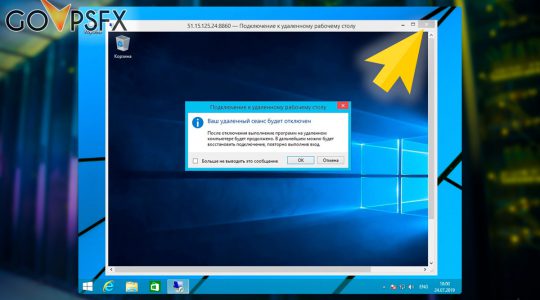 GOVPSFX
51.15.125.24:8860 — Подключение к удаленному рабочему столу
Корзина
Подключение к удаленному рабочему столу
Ваш удаленный сеанс будет отключен
После отключения выполнение программ на удаленном
компьютере будет продолжено. В дальнейшем можно будет
восстановить подключение, повторно выполнив вход.
Больше не выводить это сообщение
ОК
Отмена
ENG
24.07.2019